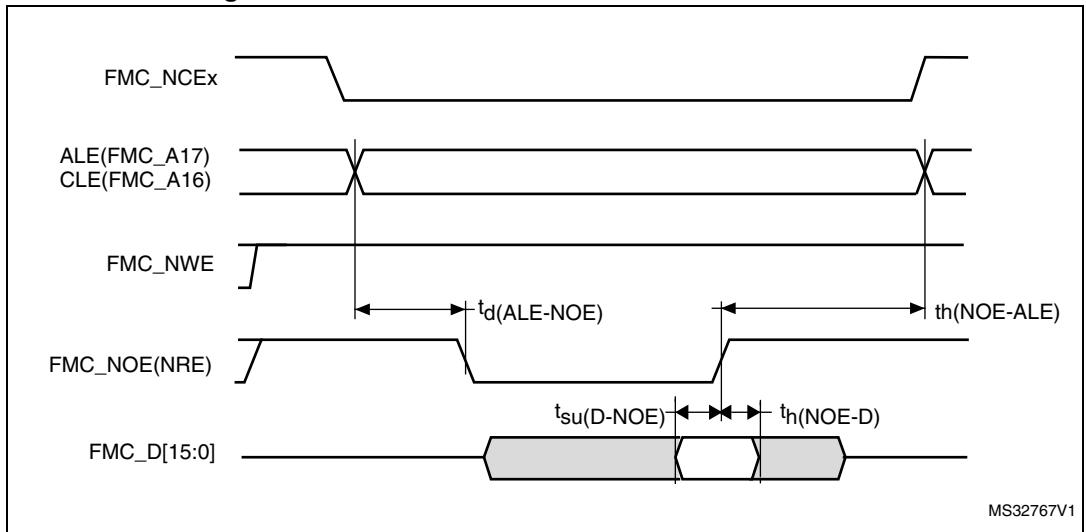 FMC_NCEx
ALE(FMC_A17)
CLE(FMC_A16)
FMC_NWE
td(ALE-NOE)
th(NOE-ALE)
FMC_NOE(NRE)
tsu(D-NOE)
th(NOE-D)
FMC_D[15:0]
MS32767V1